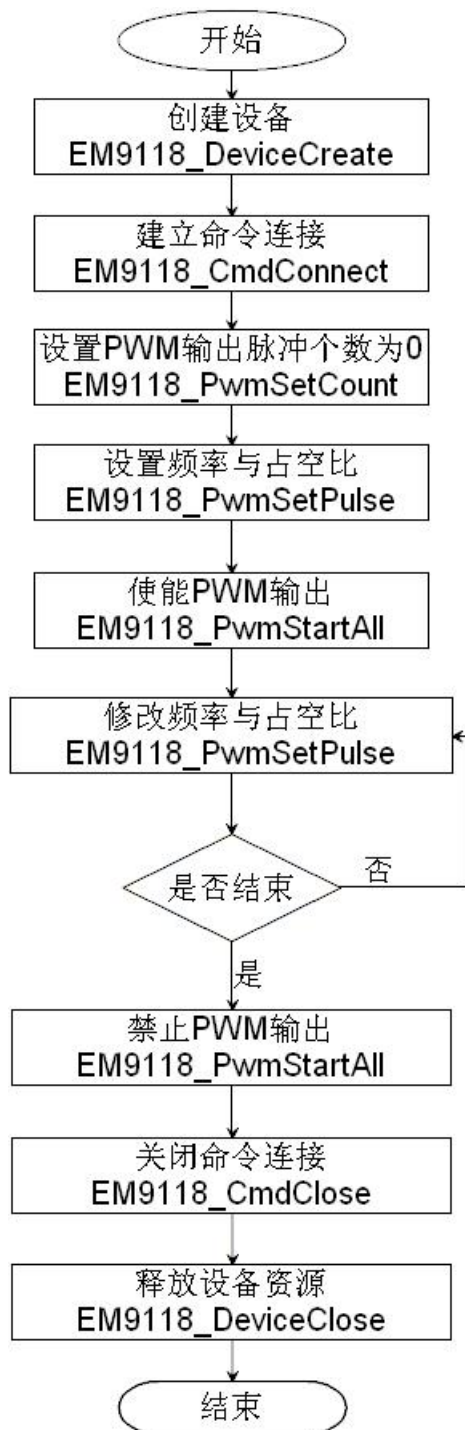 开始
创建设备
EM9118_DeviceCreate
建立命令连接
EM9118_CmdConnect
设置PWM输出脉冲个数为0
EM9118_PwmSetCount
设置频率与占空比
EM9118_PwmSetPulse
使能PWM输出
EM9118_PwmStartAll
修改频率与占空比
EM9118_PwmSetPulse
是否结束
否
是
禁止PWM输出
EM9118_PwmStartAll
关闭命令连接
EM9118_CmdClose
释放设备资源
EM9118_DeviceClose
结束